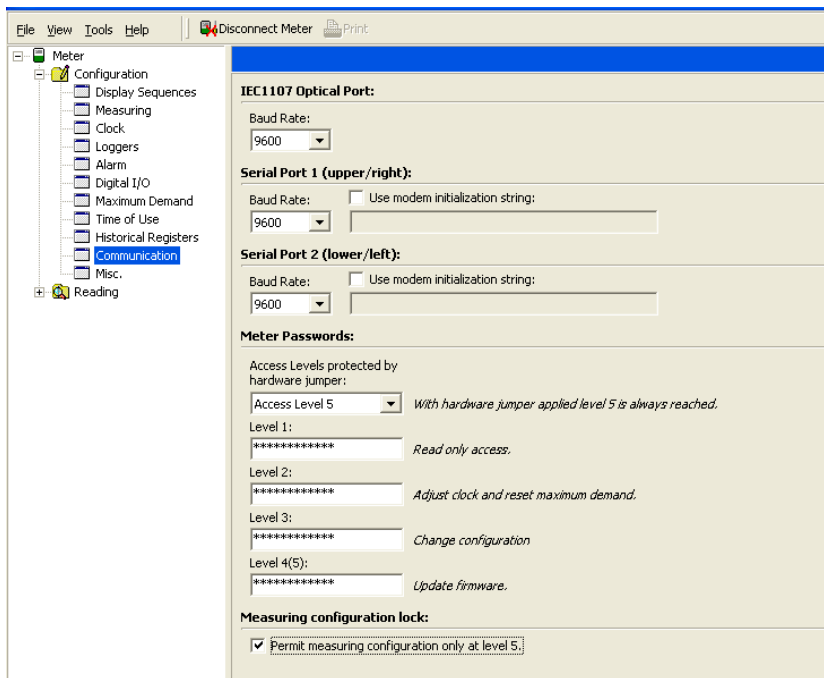 File View Tools Help Disconnect Meter Print
Meter
Configuration
Display Sequences
Measuring
Clock
Loggers
Alarm
Digital I/O
Maximum Demand
Time of Use
Historical Registers
Communication
Misc.
Reading
IEC1107 Optical Port:
Baud Rate:
9600
Serial Port 1 (upper/right):
Baud Rate: Use modem initialization string:
9600
Serial Port 2 (lower/left):
Baud Rate: Use modem initialization string:
9600
Meter Passwords:
Access Levels protected by
hardware jumper:
Access Level 5 With hardware jumper applied level 5 is always reached.
Level 1:
************ Read only access.
Level 2:
************ Adjust clock and reset maximum demand.
Level 3:
************ Change configuration
Level 4(5):
************ Update firmware.
Measuring configuration lock:
Permit measuring configuration only at level 5.